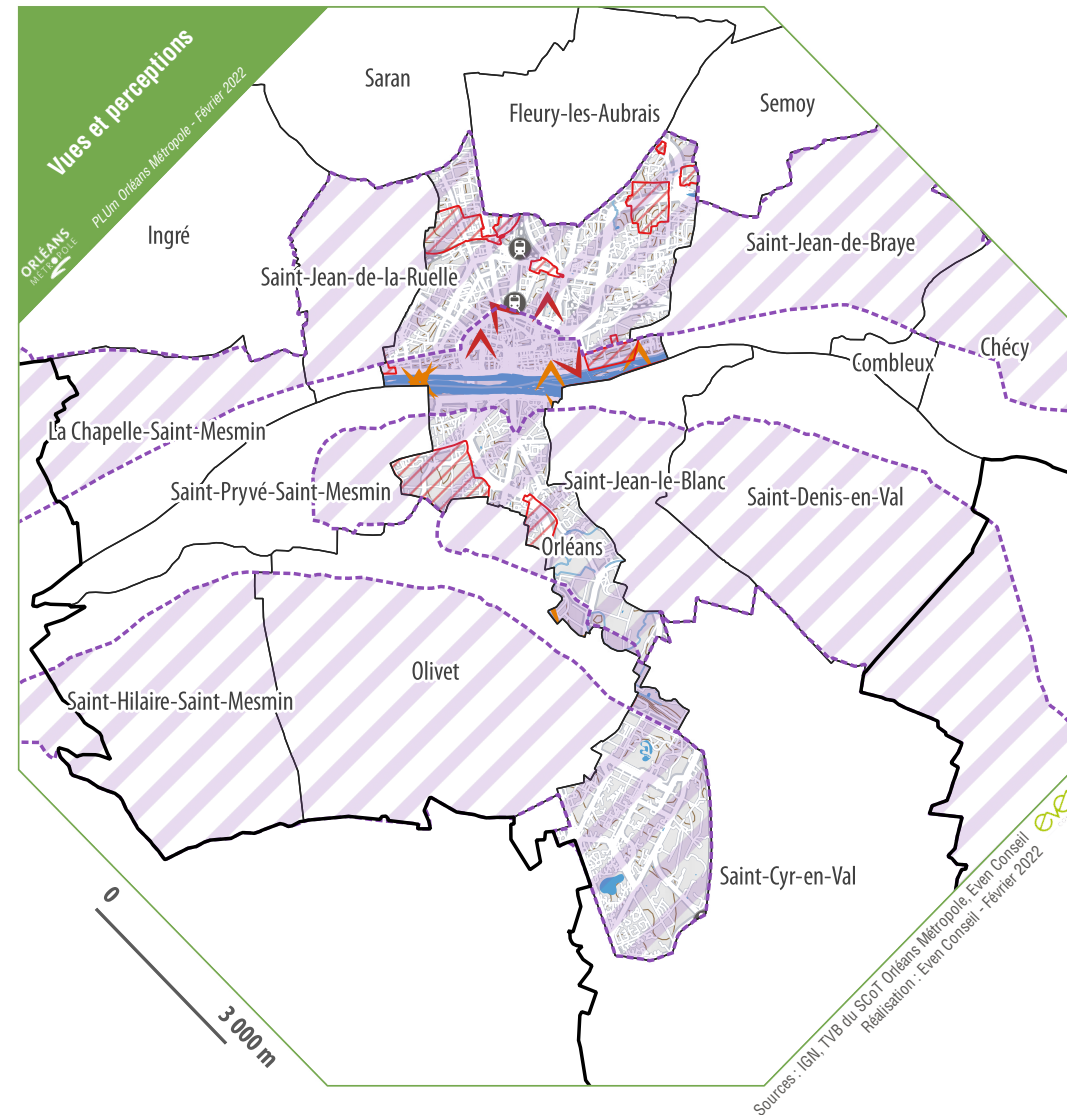 Vues et perceptions
PLUm Orléans Métropole - Février 2022
ORLÉANS
MÉTROPOLE
Saran
Fleury-les-Aubrais
Semoy
Ingré
Saint-Jean-de-la-Ruelle
Saint-Jean-de-Braye
Chécy
Combleux
La Chapelle-Saint-Mesmin
Saint-Pryvé-Saint-Mesmin
Saint-Jean-le-Blanc
Saint-Denis-en-Val
Orléans
Olivet
Saint-Hilaire-Saint-Mesmin
Saint-Cyr-en-Val
0
3 000 m
Sources : IGN, TVB du SCoT Orléans Métropole, Even Conseil
Réalisation : Even Conseil - Février 2022